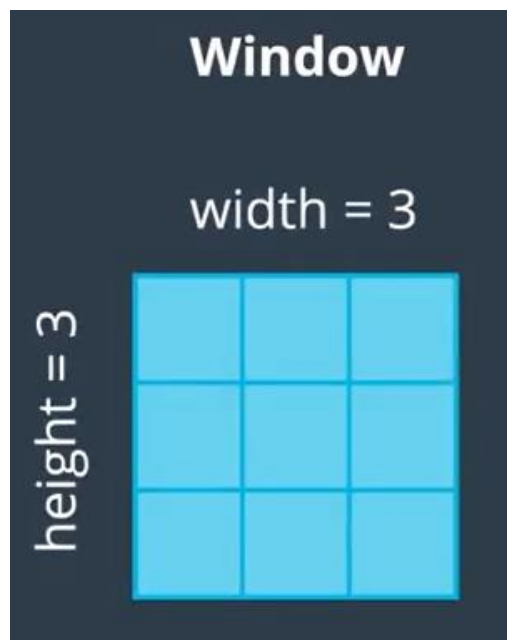 Window
width = 3
height = 3